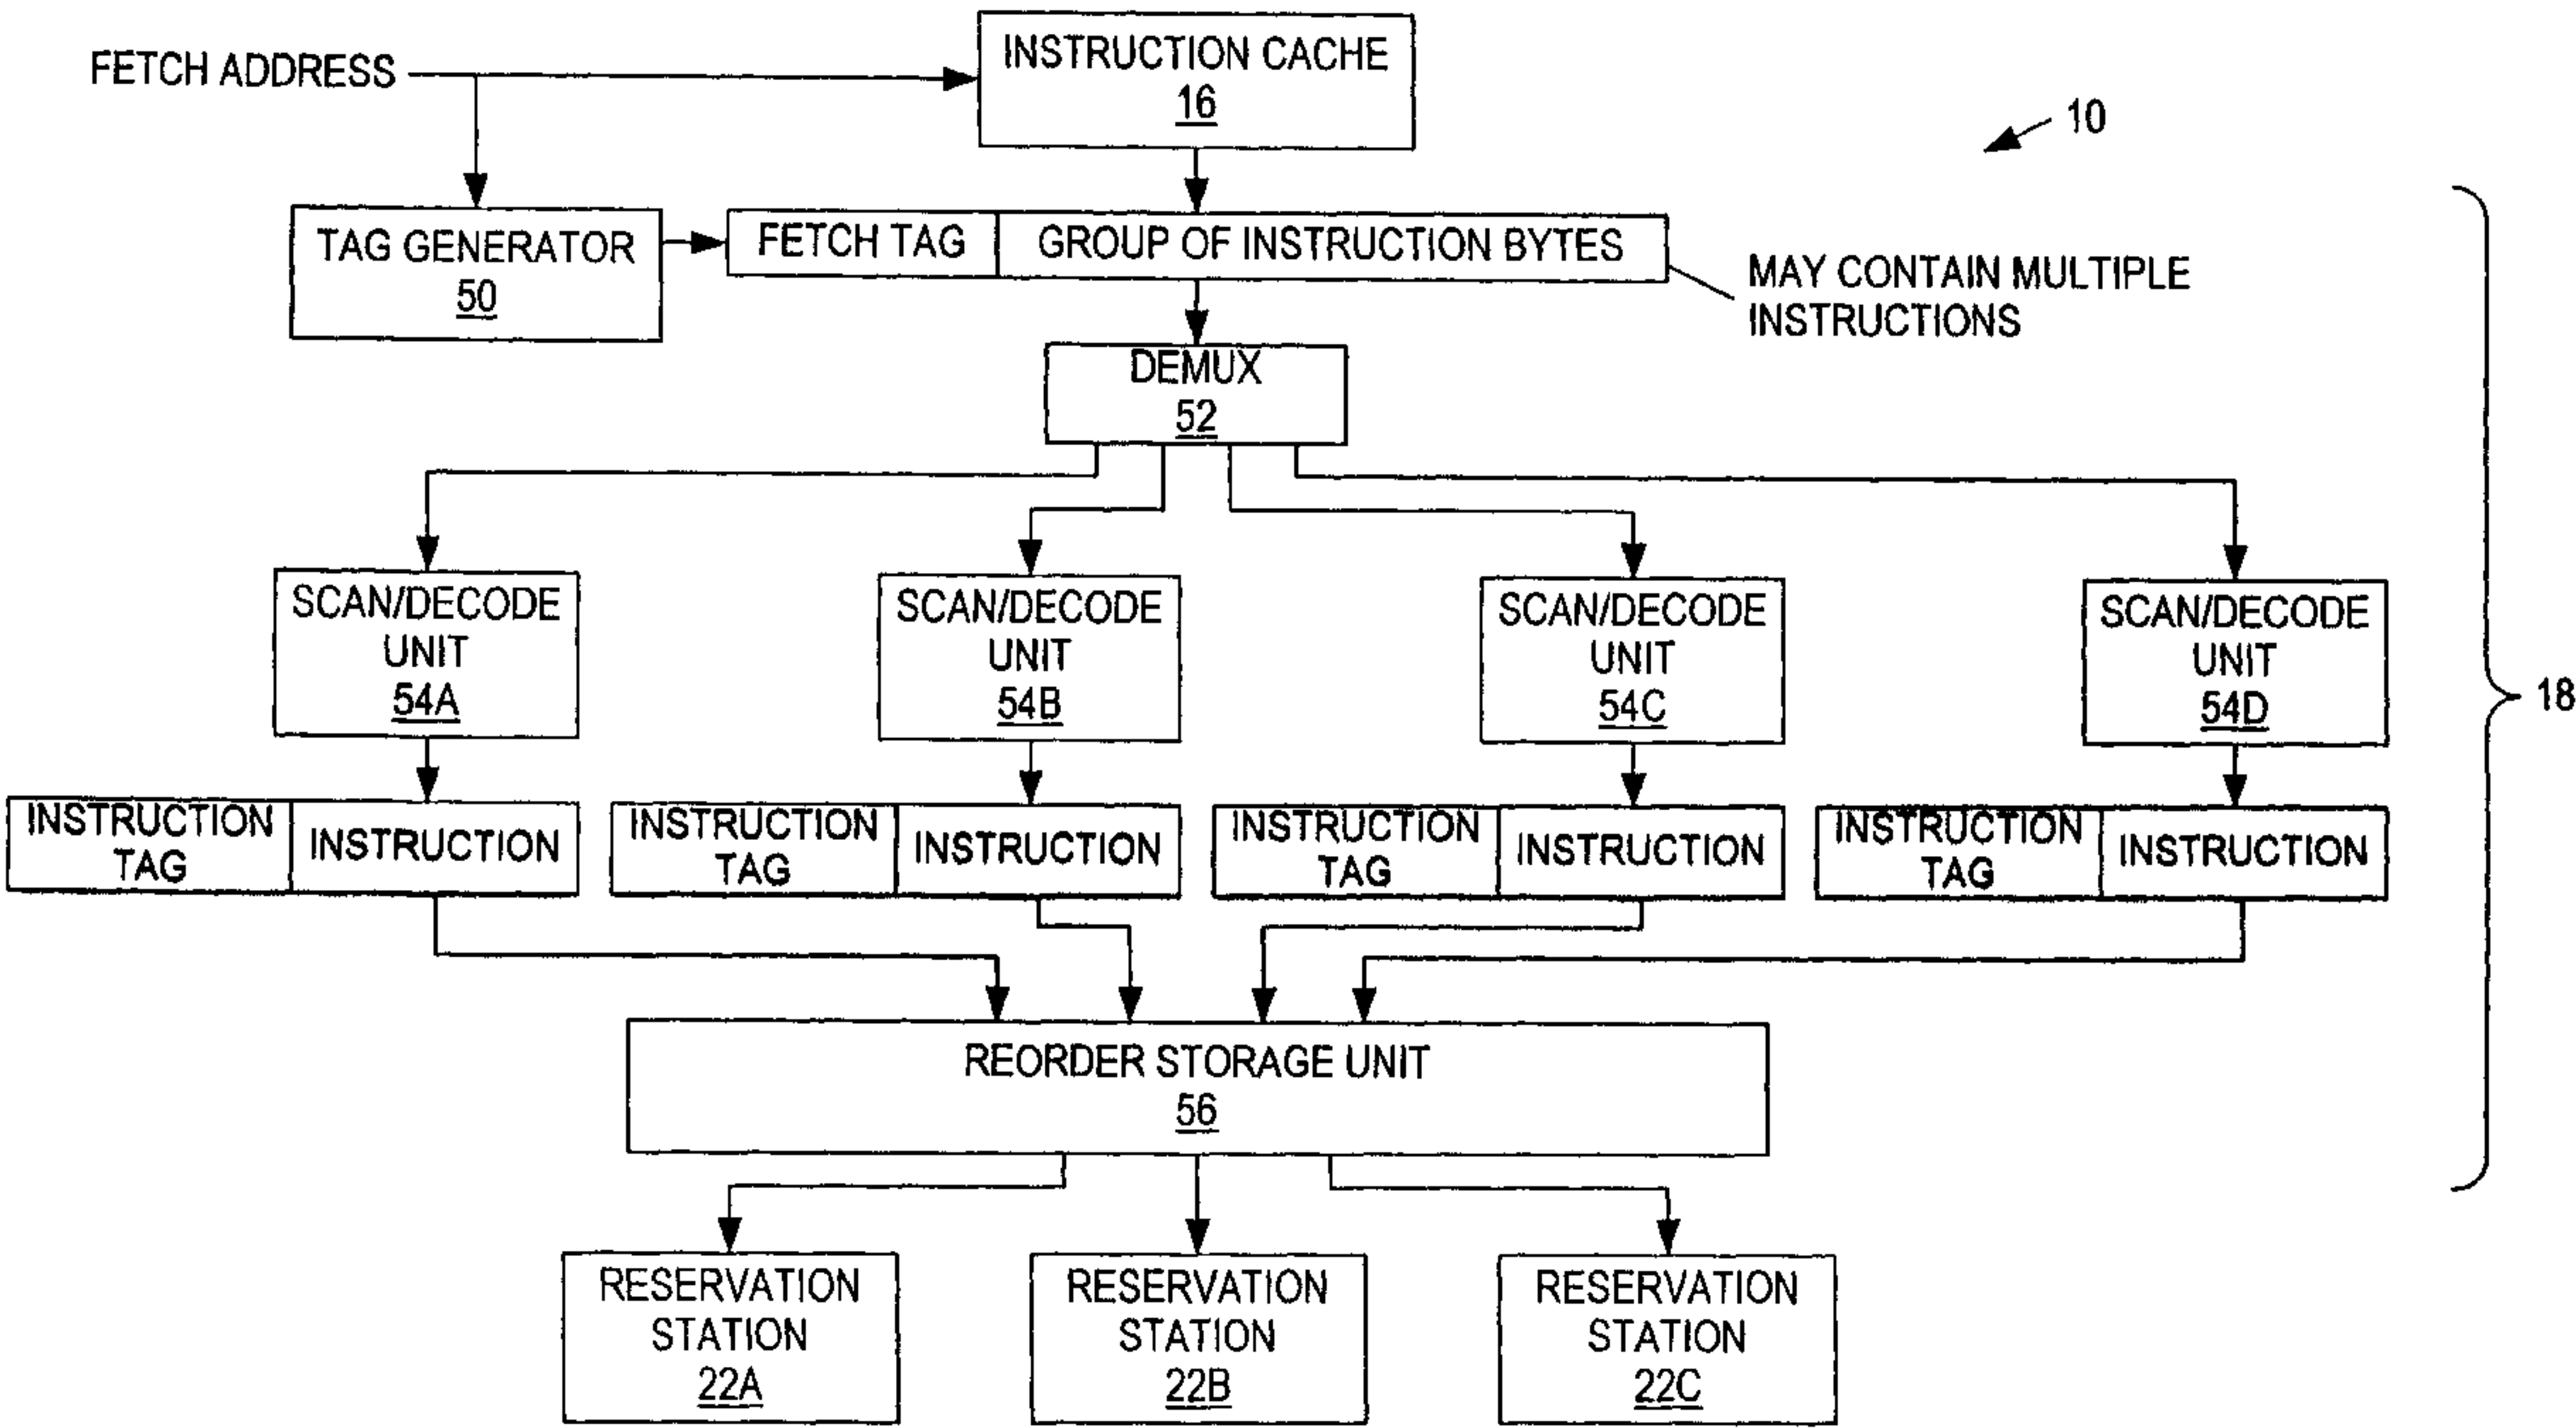 FETCH ADDRESS
INSTRUCTION CACHE
16
10
TAG GENERATOR
50
FETCH TAG
GROUP OF INSTRUCTION BYTES
MAY CONTAIN MULTIPLE
INSTRUCTIONS
DEMUX
52
SCAN/DECODE
UNIT
54A
SCAN/DECODE
UNIT
54B
SCAN/DECODE
UNIT
54C
SCAN/DECODE
UNIT
54D
18
INSTRUCTION
TAG
INSTRUCTION
INSTRUCTION
TAG
INSTRUCTION
INSTRUCTION
TAG
INSTRUCTION
INSTRUCTION
TAG
INSTRUCTION
REORDER STORAGE UNIT
56
RESERVATION
STATION
22A
RESERVATION
STATION
22B
RESERVATION
STATION
22C